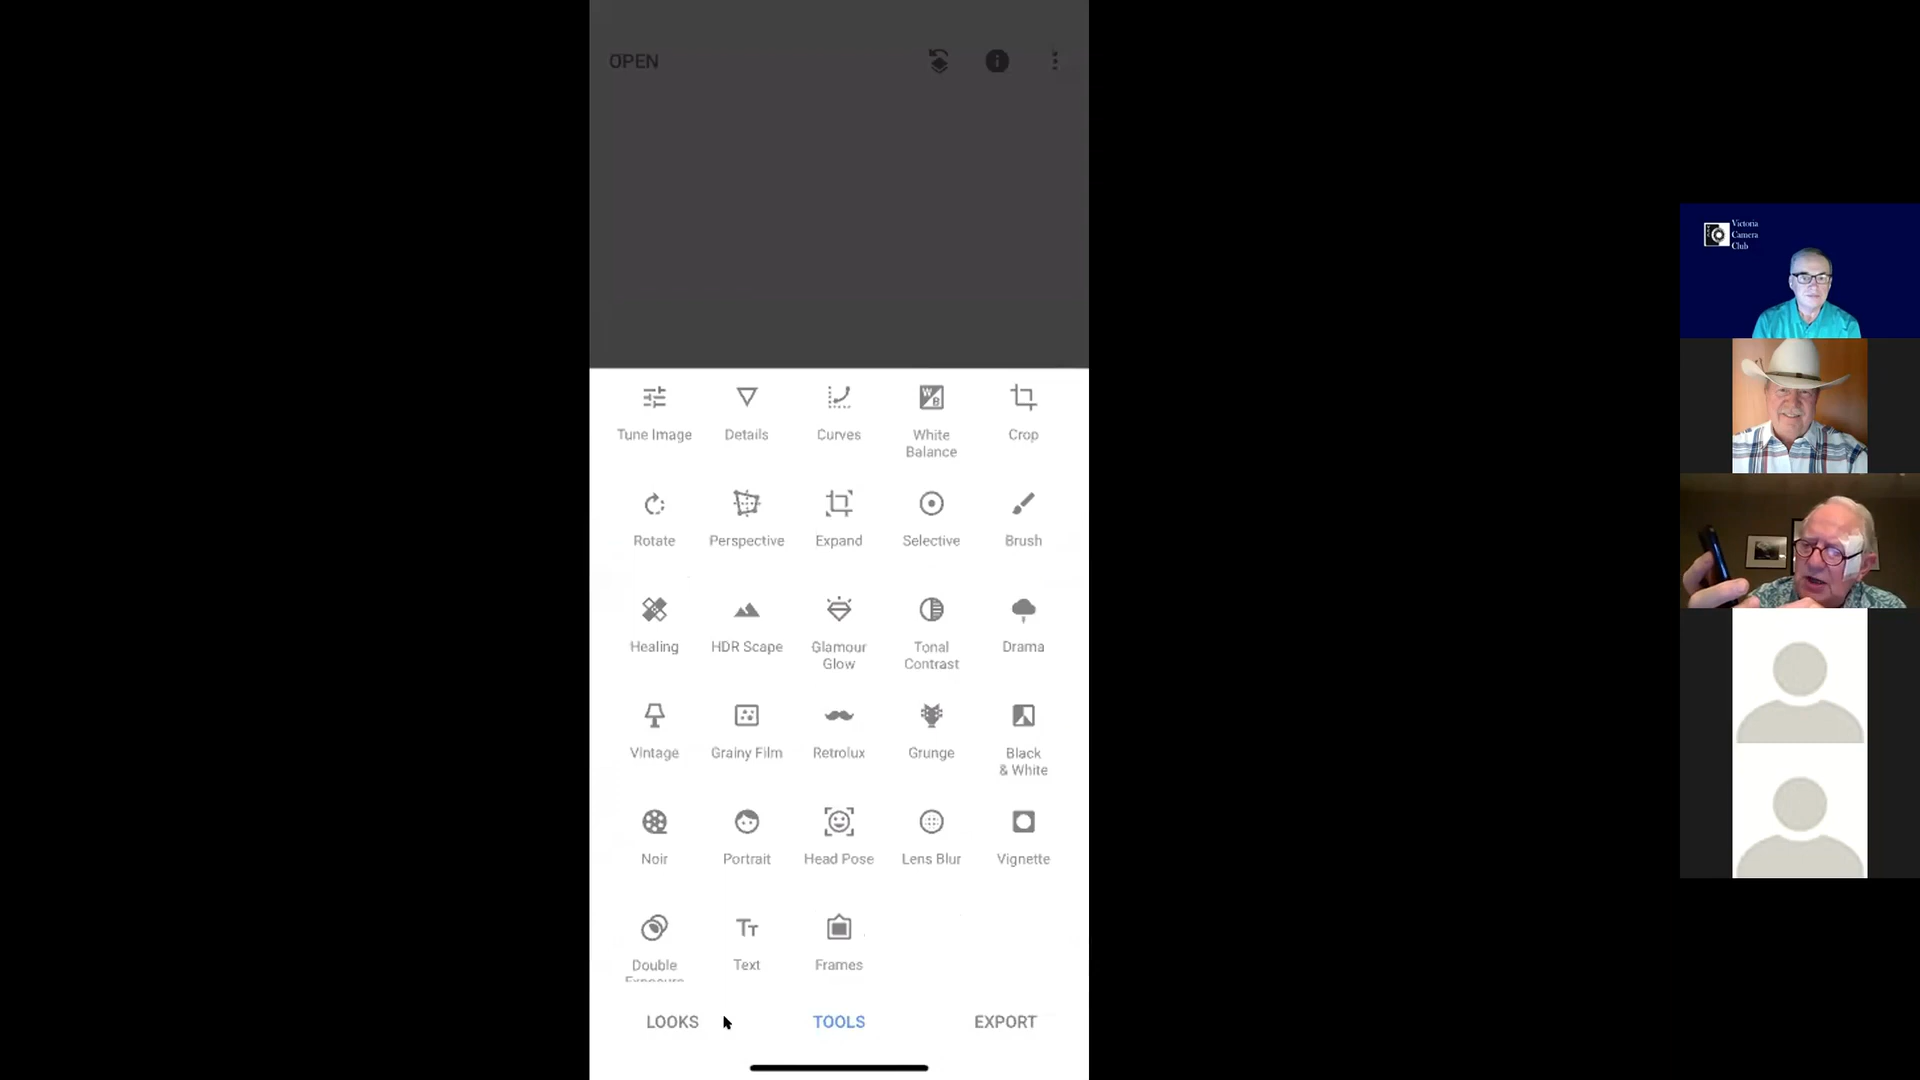 OPEN
Tune Image
Details
Curves
White
Balance
Crop
Rotate
Perspective
Expand
Selective
Brush
Healing
HDR Scape
Glamour
Glow
Tonal
Contrast
Drama
Vintage
Grainy Film
Retrolux
Grunge
Black
& White
Noir
Portrait
Head Pose
Lens Blur
Vignette
Double
Exposure
Text
Frames
LOOKS
TOOLS
EXPORT
Victoria
Camera
Club